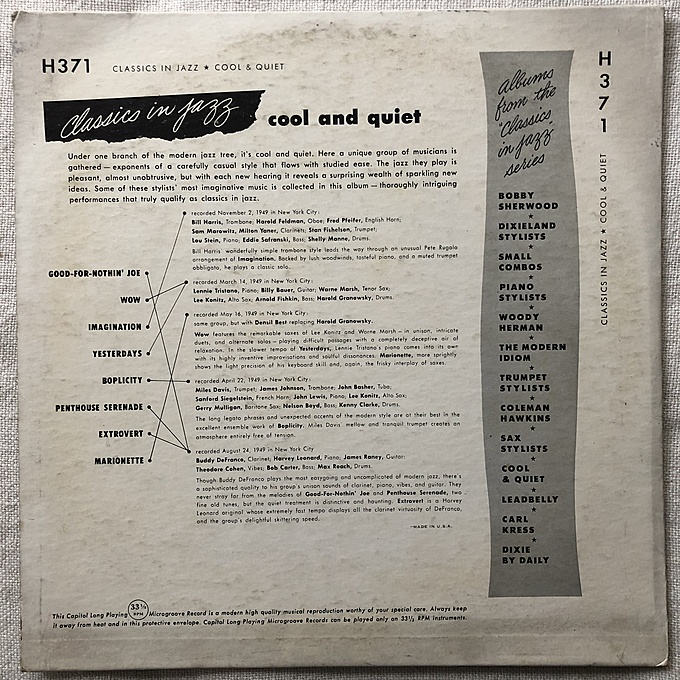 H371 CLASSICS IN JAZZ ★ COOL & QUIET
Classics in jazz cool and quiet
Under one branch of the modern jazz tree, it's cool and quiet. Here a unique group of musicians is
gathered — exponents of a carefully casual style that flows with studied ease. The jazz they play is
pleasant, almost unobtrusive, but with each new hearing it reveals a surprising wealth of sparkling new
ideas. Some of these stylists' most imaginative music is collected in this album — thoroughly intriguing
performances that truly qualify as classics in jazz.
GOOD-FOR-NOTHIN' JOE
WOW
IMAGINATION
YESTERDAYS
BOPLICITY
PENTHOUSE SERENADE
EXTROVERT
MARIONETTE
recorded November 2, 1949 in New York City:
Bill Harris, Trombone; Harold Feldman, Oboe; Fred Pfeifer, English Horn;
Sam Marowitz, Milton Yaner, Clarinets; Stan Fishelson, Trumpet;
Lou Stein, Piano; Eddie Safranski, Bass; Shelly Manne, Drums.
Bill Harris' wonderfully simple trombone style leads the way through an unusual Pete Rugolo
arrangement of Imagination. Backed by lush woodwinds, tasteful piano, and a muted trumpet
obbligato, he plays a classic solo.
recorded March 14, 1949 in New York City:
Lennie Tristano, Piano; Billy Bauer, Guitar; Warne Marsh, Tenor Sax;
Lee Konitz, Alto Sax; Arnold Fishkin, Bass; Harold Granowsky, Drums.
recorded May 16, 1949 in New York City:
same group, but with Denzil Best replacing Harold Granowsky.
Wow features the remarkable saxes of Lee Konitz and Warne Marsh — in unison, intricate
duets, and alternate solos — playing difficult passages with a completely deceptive air of
relaxation. In the slower tempo of Yesterdays, Lennie Tristano's piano comes into its own
with its highly inventive improvisations and soulful dissonances. Marionette, more sprightly
shows the light precision of his keyboard skill and, again, the frisky interplay of saxes.
recorded April 22, 1949 in New York City:
Miles Davis, Trumpet; James Johnson, Trombone; John Basher, Tuba;
Sanford Siegelstein, French Horn; John Lewis, Piano; Lee Konitz, Alto Sax;
Gerry Mulligan, Baritone Sax; Nelson Boyd, Bass; Kenny Clarke, Drums.
The long legato phrases and unexpected accents of the modern style are at their best in the
excellent ensemble work of Boplicity. Miles Davis' mellow and tranquil trumpet creates an
atmosphere entirely free of tension.
recorded August 24, 1949 in New York City
Buddy DeFranco, Clarinet; Harvey Leonard, Piano; James Raney, Guitar;
Theodore Cohen, Vibes; Bob Carter, Bass; Max Roach, Drums.
Though Buddy DeFranco plays the most easygoing and uncomplicated of modern jazz, there's
a sophisticated quality to his group's unison sounds of clarinet, piano, vibes, and guitar. They
never stray far from the melodies of Good-For-Nothin' Joe and Penthouse Serenade, two
fine old tunes, but the quiet treatment is distinctive and haunting. Extrovert is a Harvey
Leonard original whose extremely fast tempo displays all the clarinet virtuosity of DeFranco,
and the group's delightful skittering speed.
—MADE IN U.S.A.
This Capitol Long Playing 33⅓ RPM Microgroove Record is a modern high quality musical reproduction worthy of your special care. Always keep
it away from heat and in this protective envelope. Capitol Long Playing Microgroove Records can be played only on 33⅓ RPM instruments.
Albums
from the
"Classics
in jazz"
series
BOBBY
SHERWOOD
★
DIXIELAND
STYLISTS
★
SMALL
COMBOS
★
PIANO
STYLISTS
★
WOODY
HERMAN
★
THE MODERN
IDIOM
★
TRUMPET
STYLISTS
★
COLEMAN
HAWKINS
★
SAX
STYLISTS
★
COOL
& QUIET
★
LEADBELLY
★
CARL
KRESS
★
DIXIE
BY DAILY
H371 CLASSICS IN JAZZ ★ COOL & QUIET